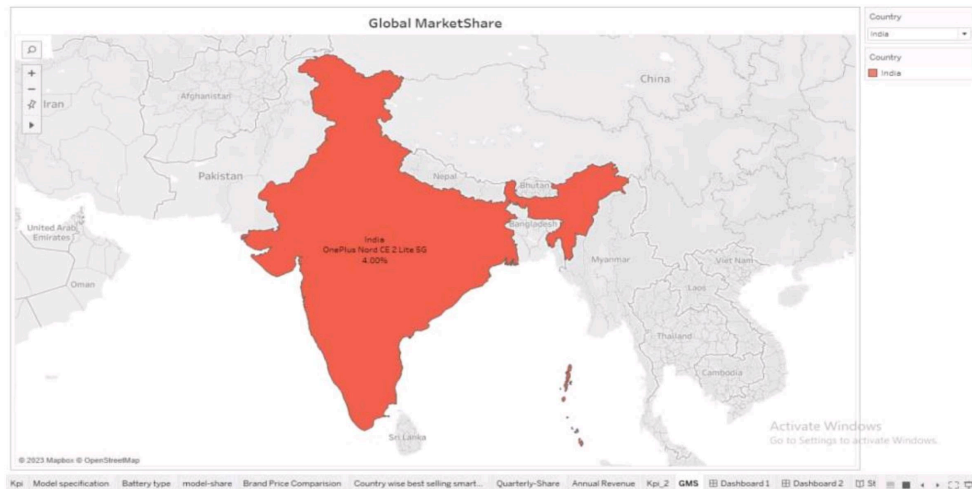 Global MarketShare
Country
India
Country
India
China
Afghanistan
Iran
Pakistan
Nepal
Bhutan
United Arab
Emirates
Bangladesh
India
OnePlus Nord CE 2 Lite 5G
4.00%
Myanmar
Viet Nam
Oman
Laos
Thailand
Cambodia
Sri Lanka
Activate Windows
Go to Settings to activate Windows.
© 2023 Mapbox © OpenStreetMap
Kpi Model specification Battery type model-share Brand Price Comparision Country wise best selling smart... Quarterly-Share Annual Revenue Kpi_2 GMS Dashboard 1 Dashboard 2 St